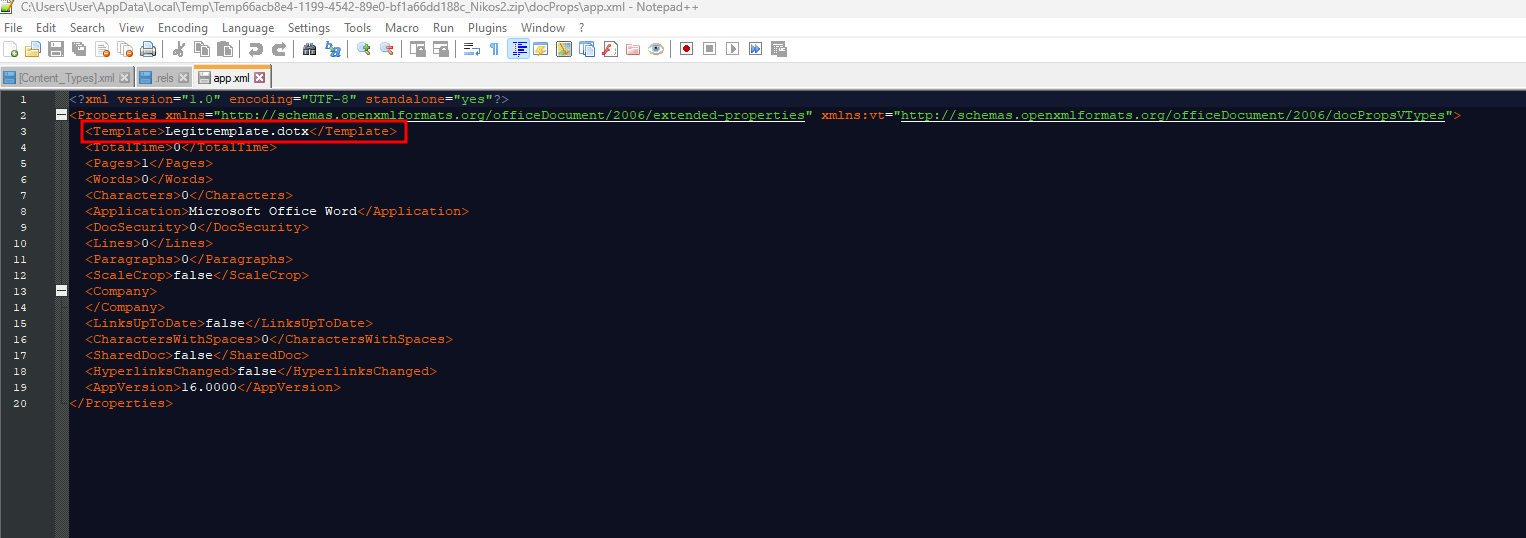 C:\Users\User\AppData\Local\Temp\Temp66acb8e4-1199-4542-89e0-bf1a66dd188c_Nikos2.zip\docProps\app.xml - Notepad++
File Edit Search View Encoding Language Settings Tools Macro Run Plugins Window ?
[Content_Types].xml .rels app.xml
1 <?xml version="1.0" encoding="UTF-8" standalone="yes"?>
2 <Properties xmlns="http://schemas.openxmlformats.org/officeDocument/2006/extended-properties" xmlns:vt="http://schemas.openxmlformats.org/officeDocument/2006/docPropsVTypes">
3 <Template>Legittemplate.dotx</Template>
4 <TotalTime>0</TotalTime>
5 <Pages>1</Pages>
6 <Words>0</Words>
7 <Characters>0</Characters>
8 <Application>Microsoft Office Word</Application>
9 <DocSecurity>0</DocSecurity>
10 <Lines>0</Lines>
11 <Paragraphs>0</Paragraphs>
12 <ScaleCrop>false</ScaleCrop>
13 <Company>
14 </Company>
15 <LinksUpToDate>false</LinksUpToDate>
16 <CharactersWithSpaces>0</CharactersWithSpaces>
17 <SharedDoc>false</SharedDoc>
18 <HyperlinksChanged>false</HyperlinksChanged>
19 <AppVersion>16.0000</AppVersion>
20 </Properties>